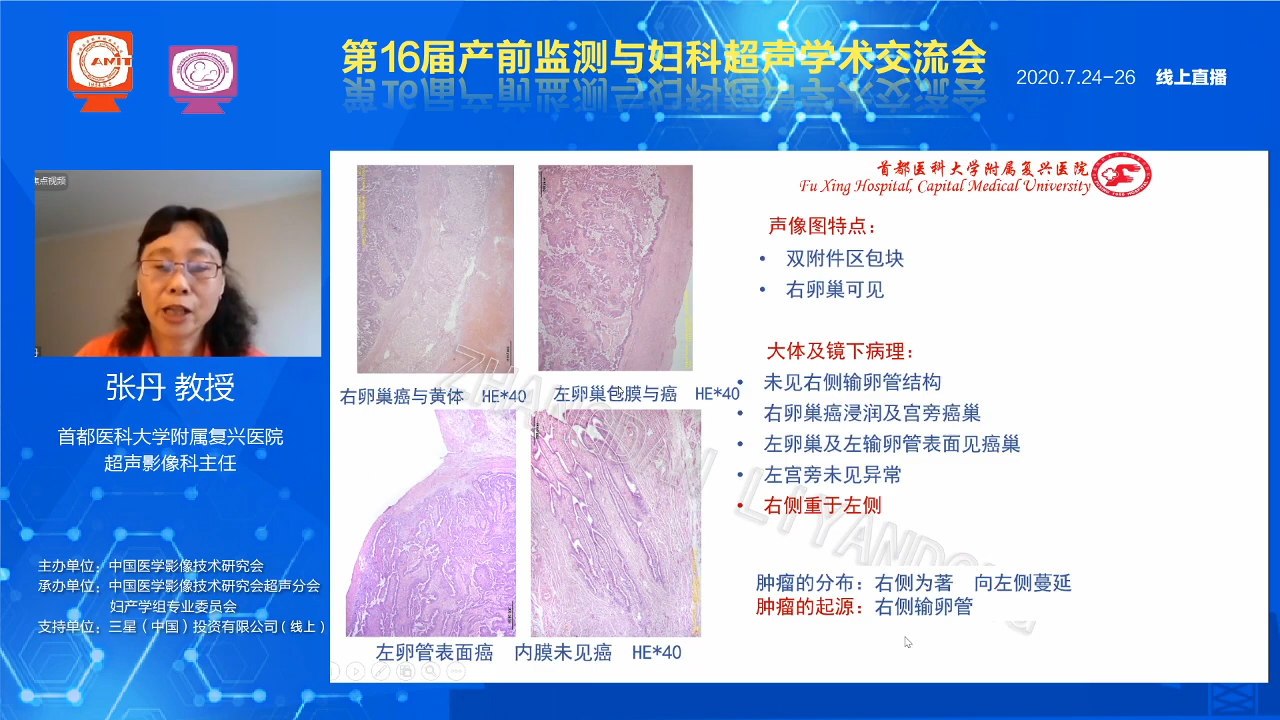 第16届产前监测与妇科超声学术交流会
2020.7.24-26 线上直播
CAMIT
焦点视频
张丹 教授
首都医科大学附属复兴医院
超声影像科主任
主办单位：中国医学影像技术研究会
承办单位：中国医学影像技术研究会超声分会
妇产学组专业委员会
支持单位：三星（中国）投资有限公司（线上）
首都医科大学附属复兴医院
Fu Xing Hospital, Capital Medical University
右卵巢癌与黄体 HE*40
左卵巢包膜与癌 HE*40
左卵管表面癌 内膜未见癌 HE*40
声像图特点：
• 双附件区包块
• 右卵巢可见
大体及镜下病理：
• 未见右侧输卵管结构
• 右卵巢癌浸润及宫旁癌巢
• 左卵巢及左输卵管表面见癌巢
• 左宫旁未见异常
• 右侧重于左侧
肿瘤的分布：右侧为著 向左侧蔓延
肿瘤的起源：右侧输卵管